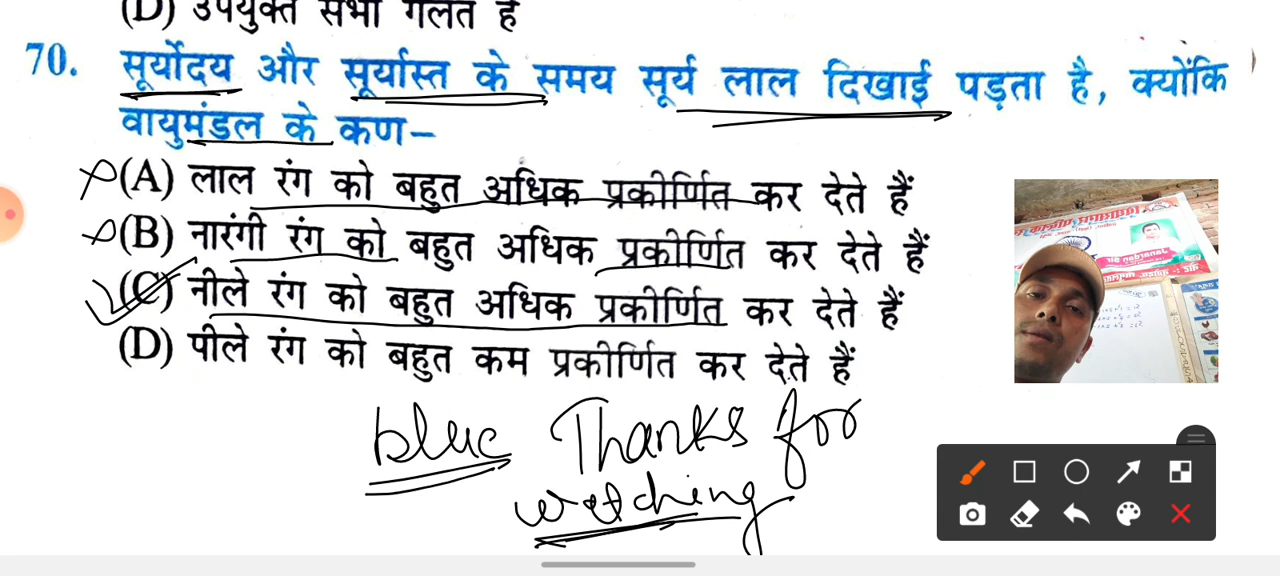 (D) उपर्युक्त सभी गलत हैं
70. सूर्योदय और सूर्यास्त के समय सूर्य लाल दिखाई पड़ता है, क्योंकि
वायुमंडल के कण–
(A) लाल रंग को बहुत अधिक प्रकीर्णित कर देते हैं
(B) नारंगी रंग को बहुत अधिक प्रकीर्णित कर देते हैं
(C) नीले रंग को बहुत अधिक प्रकीर्णित कर देते हैं
(D) पीले रंग को बहुत कम प्रकीर्णित कर देते हैं
blue Thanks for
watching